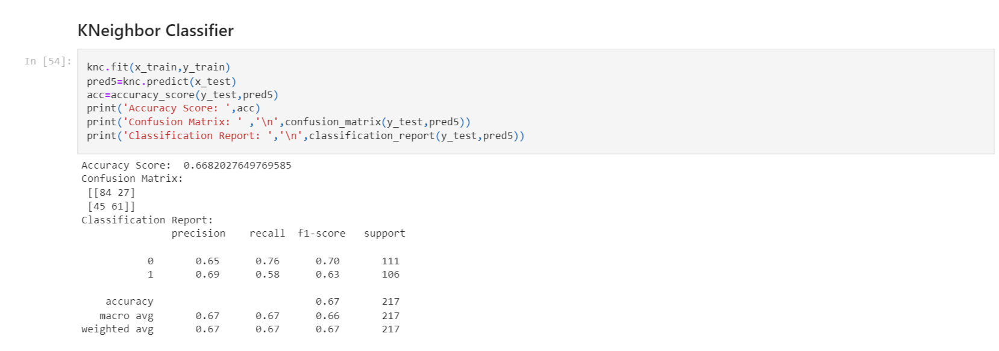 KNeighbor Classifier
In [54]:
knc.fit(x_train,y_train)
pred5=knc.predict(x_test)
acc=accuracy_score(y_test,pred5)
print('Accuracy Score: ',acc)
print('Confusion Matrix: ' ,'\n',confusion_matrix(y_test,pred5))
print('Classification Report: ','\n',classification_report(y_test,pred5))
Accuracy Score:  0.6682027649769585
Confusion Matrix:
[[84 27]
[45 61]]
Classification Report:
precision    recall  f1-score   support
0       0.65      0.76      0.70       111
1       0.69      0.58      0.63       106
accuracy                           0.67       217
macro avg       0.67      0.67      0.66       217
weighted avg       0.67      0.67      0.67       217